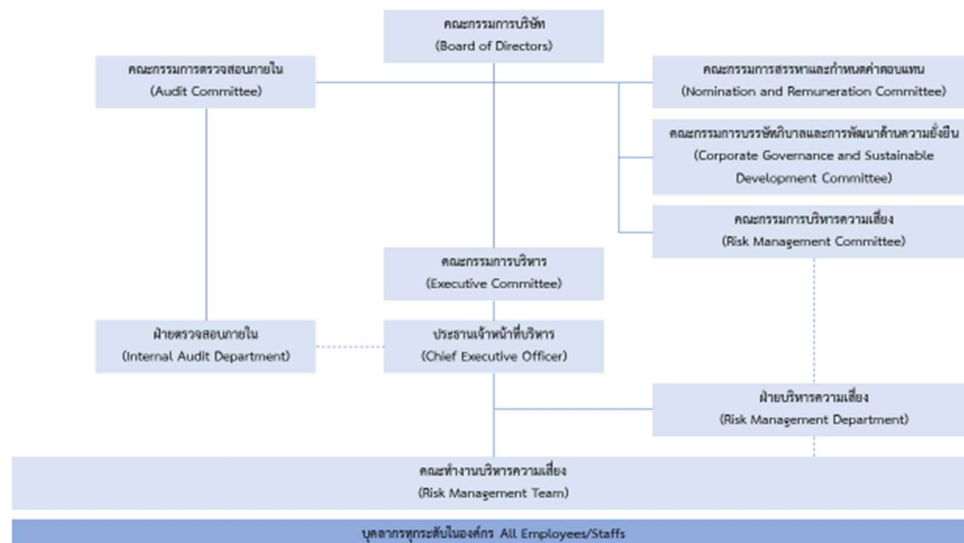 คณะกรรมการบริษัท
(Board of Directors)
คณะกรรมการตรวจสอบภายใน
(Audit Committee)
คณะกรรมการสรรหาและกำหนดค่าตอบแทน
(Nomination and Remuneration Committee)
คณะกรรมการบรรษัทภิบาลและการพัฒนาด้านความยั่งยืน
(Corporate Governance and Sustainable
Development Committee)
คณะกรรมการบริหารความเสี่ยง
(Risk Management Committee)
คณะกรรมการบริหาร
(Executive Committee)
ฝ่ายตรวจสอบภายใน
(Internal Audit Department)
ประธานเจ้าหน้าที่บริหาร
(Chief Executive Officer)
ฝ่ายบริหารความเสี่ยง
(Risk Management Department)
คณะทำงานบริหารความเสี่ยง
(Risk Management Team)
บุคลากรทุกระดับในองค์กร All Employees/Staffs